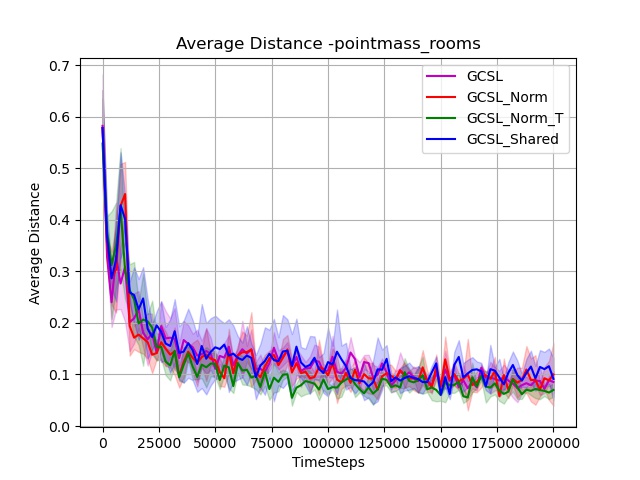 Average Distance -pointmass_rooms
GCSL
GCSL_Norm
GCSL_Norm_T
GCSL_Shared
Average Distance
0.7
0.6
0.5
0.4
0.3
0.2
0.1
0.0
0 25000 50000 75000 100000 125000 150000 175000 200000
TimeSteps